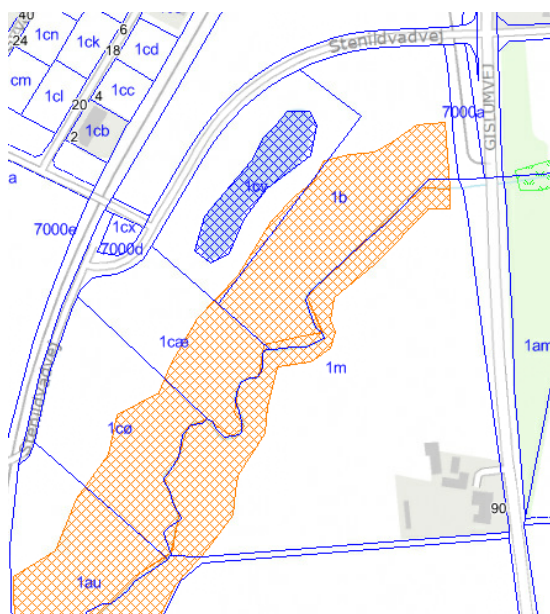 40
24
1cn
1ck
6
18
1cd
cm
1cl
4
1cc
20
2
1cb
a
Stenildvadvej
7000a
GISLUMVEJ
1cy
1b
7000e
1cx
7000d
1cæ
1m
1am
Stenildvadvej
1cø
90
1au